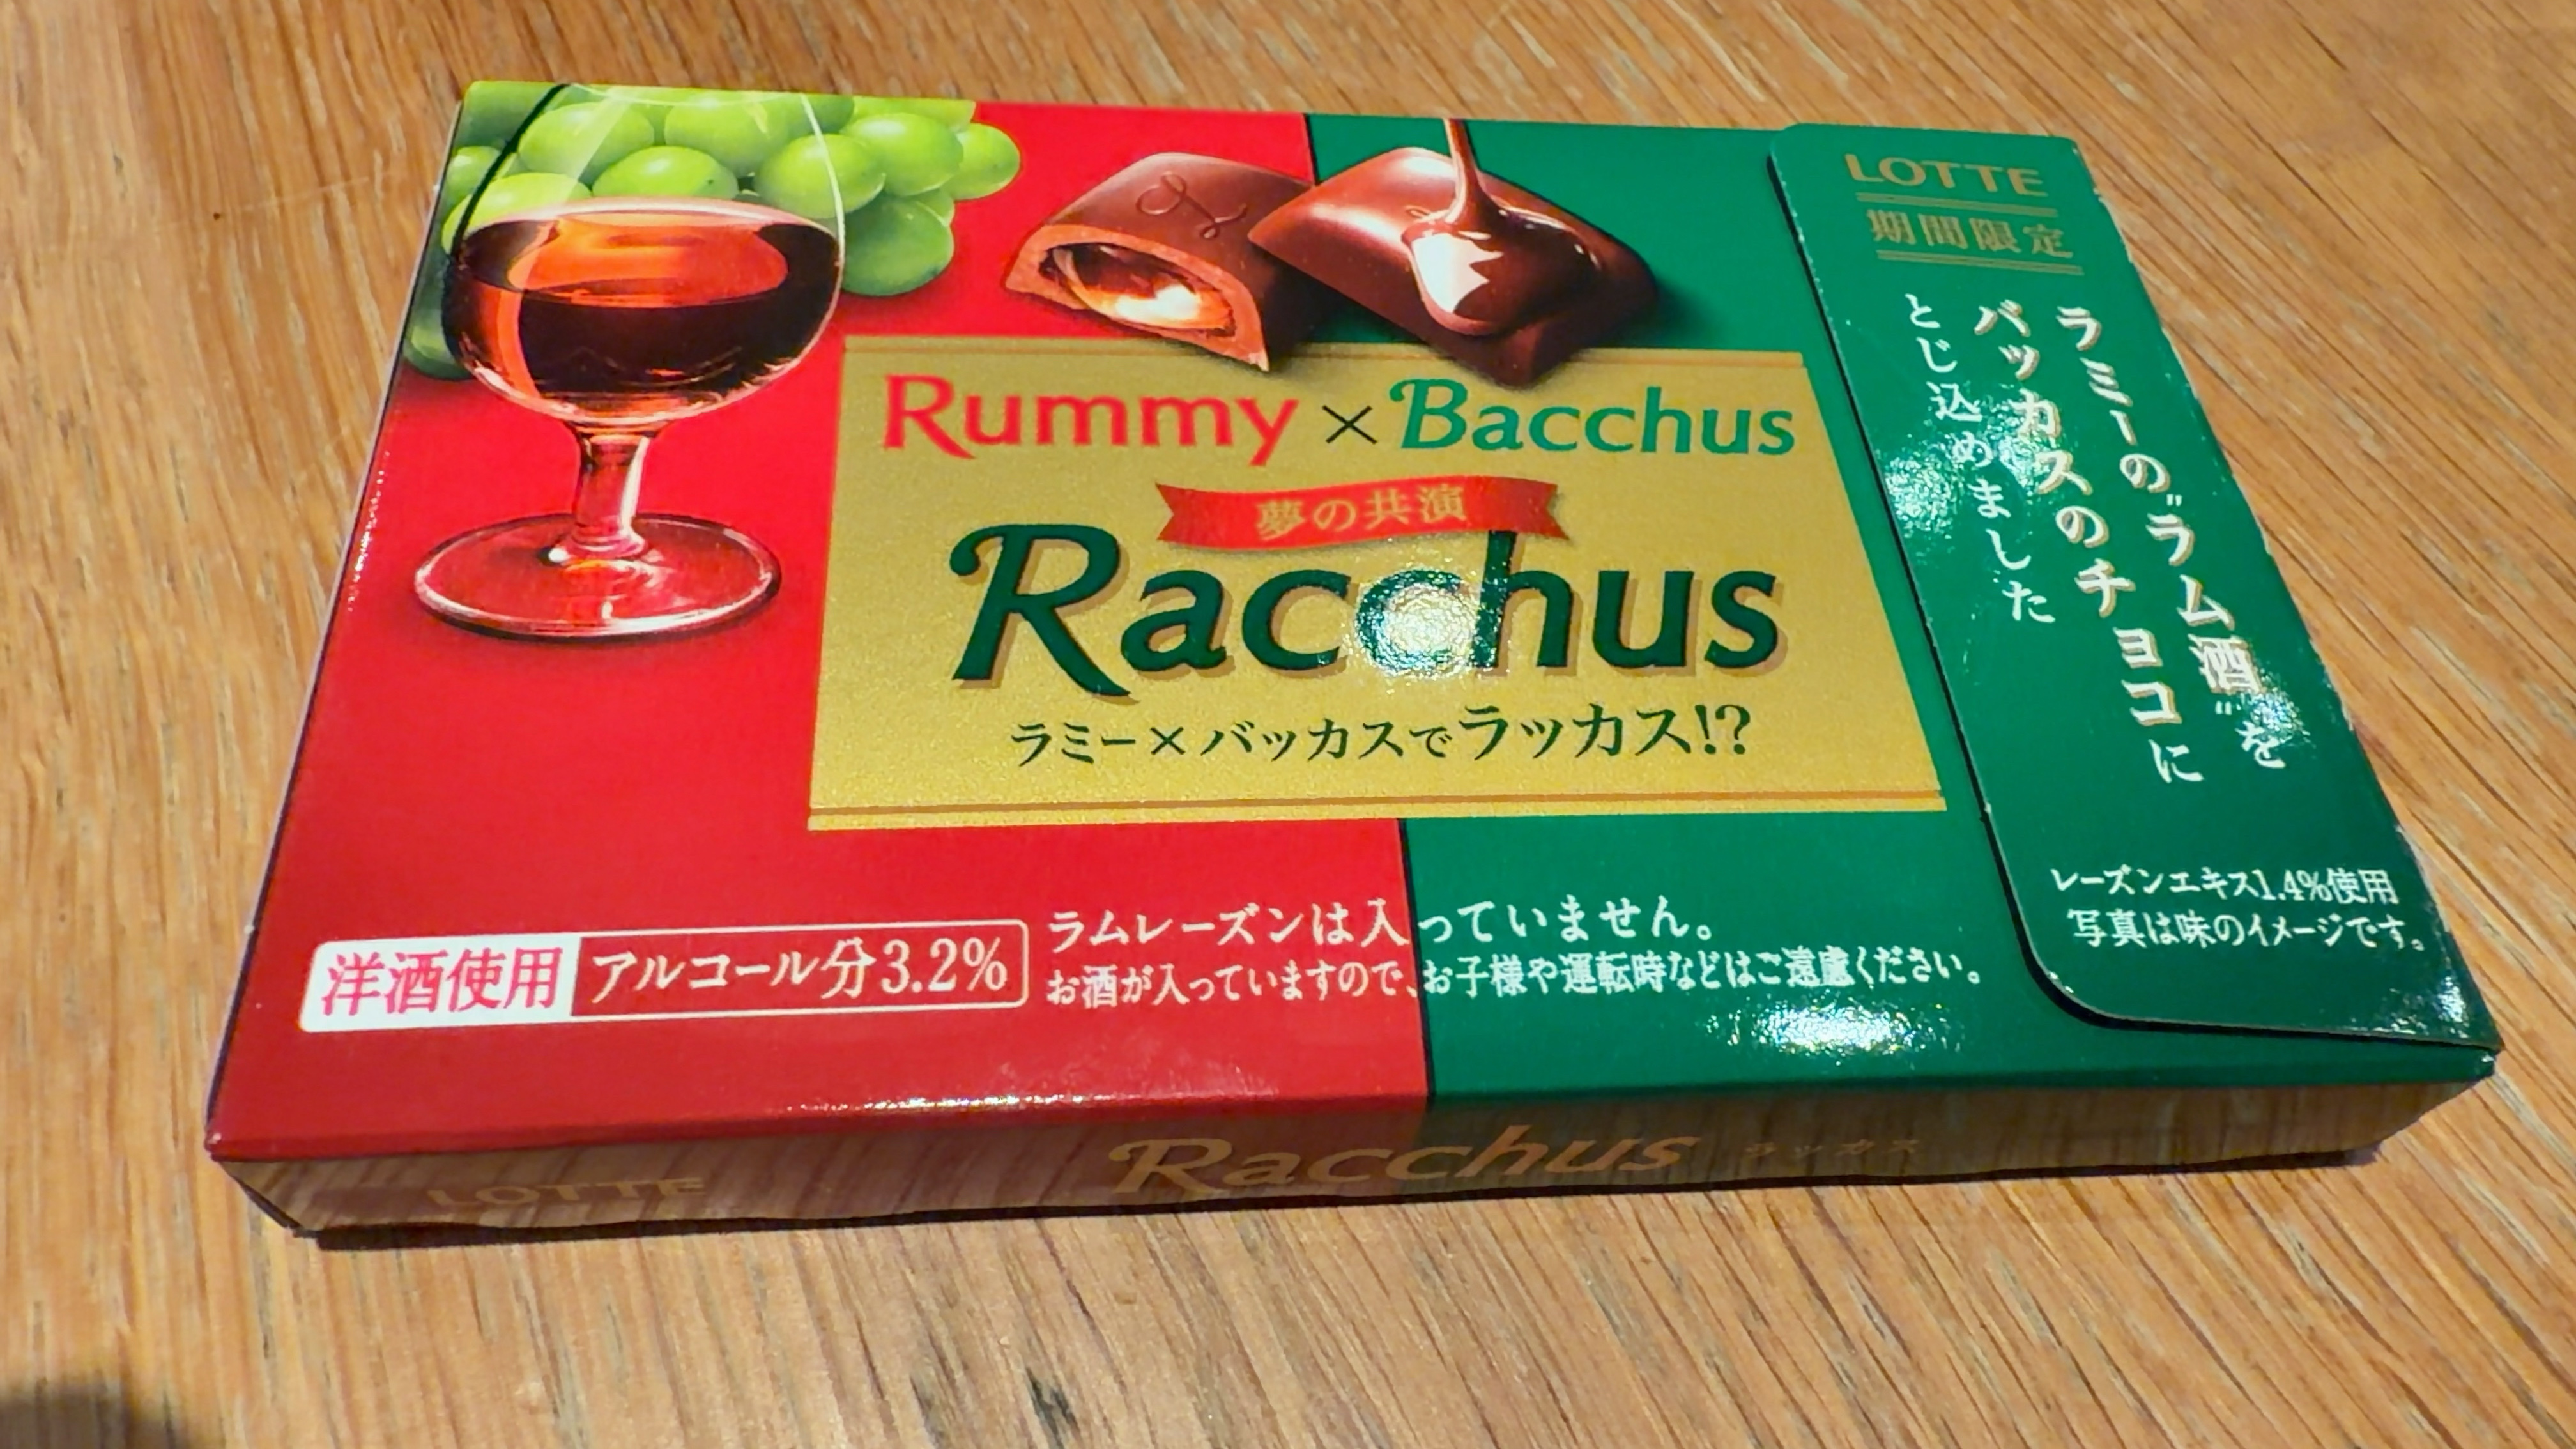 Rummy×Bacchus
夢の共演
Racchus
ラミー×バッカスでラッカス!?
洋酒使用 アルコール分3.2%
ラムレーズンは入っていません。
お酒が入っていますので、お子様や運転時などはご遠慮ください。
LOTTE
期間限定
ラミーの"ラム酒"を
バッカスのチョコに
とじ込めました
レーズンエキス1.4%使用
写真は味のイメージです。
LOTTE Racchus ラッカス